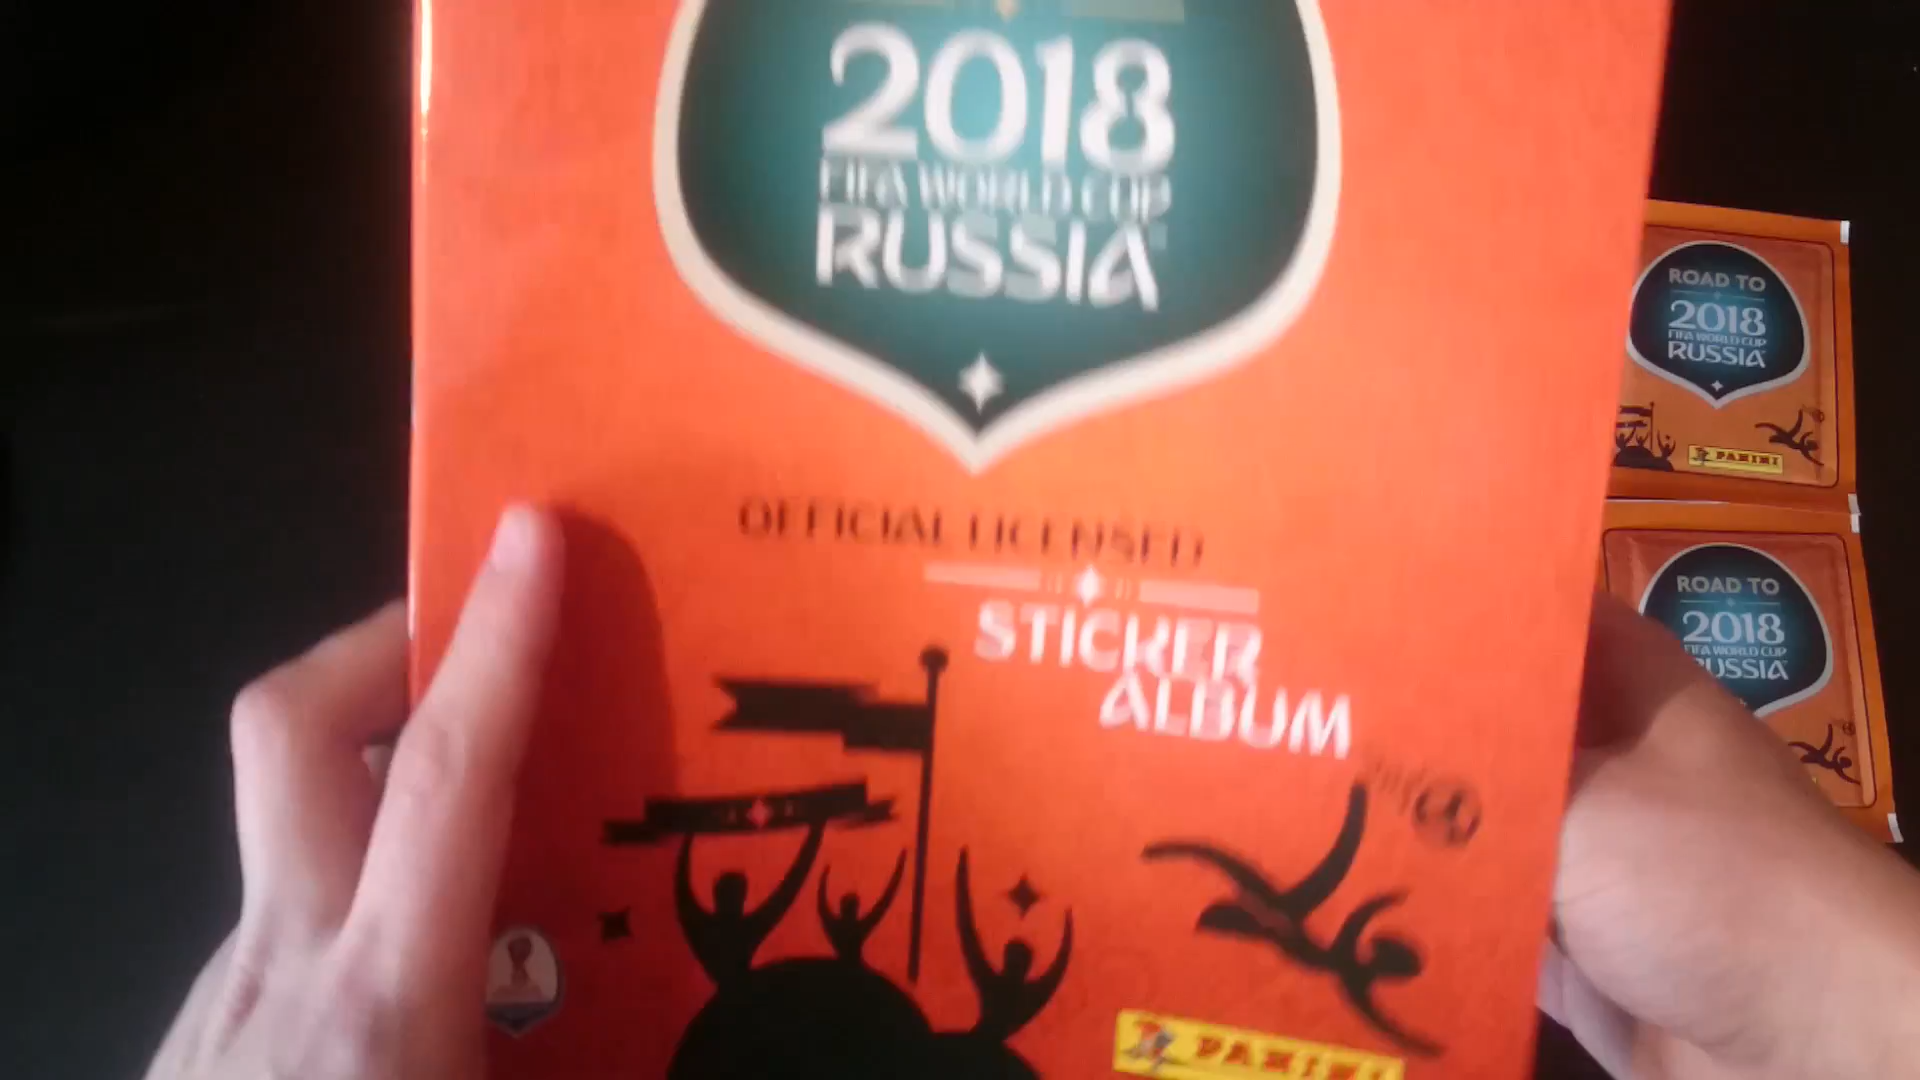 2018
FIFA WORLD CUP
RUSSIA
OFFICIAL LICENSED
STICKER
ALBUM
PANINI
ROAD TO
2018
FIFA WORLD CUP
RUSSIA
PANINI
ROAD TO
2018
FIFA WORLD CUP
RUSSIA